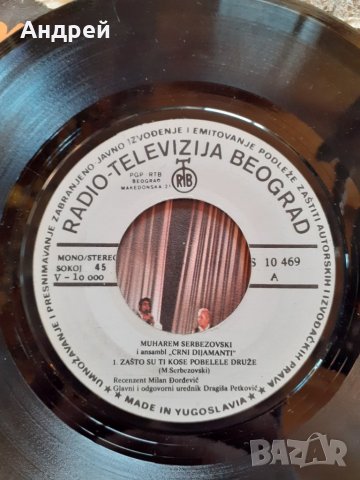 Андрей
UMNOŽAVANJE I PRESNIMAVANJE ZABRANJENO JAVNO IZVOĐENJE I EMITOVANJE PODLEŽE ZAŠTITI AUTORSKIH I IZVOĐAČKIH PRAVA
RADIO-TELEVIZIJA BEOGRAD
PGP RTB
BEOGRAD
MAKEDONSKA 21
RTB
MONO/STEREO
SOKOJ 45
V - 10 000
S 10 469
A
MUHAREM SERBEZOVSKI
i ansambl „CRNI DIJAMANTI"
1. ZAŠTO SU TI KOSE POBELELE DRUŽE
(M.Serbezovski)
Recenzent Milan Đorđević
Glavni i odgovorni urednik Dragiša Petković
MADE IN YUGOSLAVIA
bazar.bg